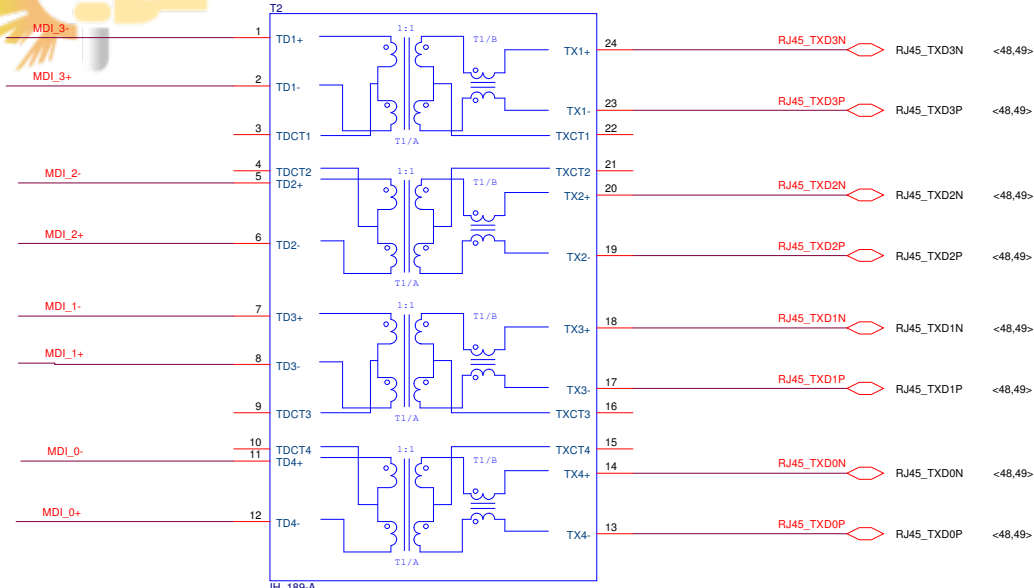 T2
MDI_3- 1 TD1+ 1:1 T1/B TX1+ 24 RJ45_TXD3N RJ45_TXD3N <48,49>
MDI_3+ 2 TD1- TX1- 23 RJ45_TXD3P RJ45_TXD3P <48,49>
3 TDCT1 T1/A TXCT1 22
4 TDCT2 1:1 TXCT2 21
MDI_2- 5 TD2+ T1/B TX2+ 20 RJ45_TXD2N RJ45_TXD2N <48,49>
MDI_2+ 6 TD2- TX2- 19 RJ45_TXD2P RJ45_TXD2P <48,49>
T1/A
MDI_1- 7 TD3+ 1:1 T1/B TX3+ 18 RJ45_TXD1N RJ45_TXD1N <48,49>
MDI_1+ 8 TD3- TX3- 17 RJ45_TXD1P RJ45_TXD1P <48,49>
9 TDCT3 T1/A TXCT3 16
10 TDCT4 1:1 TXCT4 15
MDI_0- 11 TD4+ T1/B TX4+ 14 RJ45_TXD0N RJ45_TXD0N <48,49>
MDI_0+ 12 TD4- TX4- 13 RJ45_TXD0P RJ45_TXD0P <48,49>
T1/A